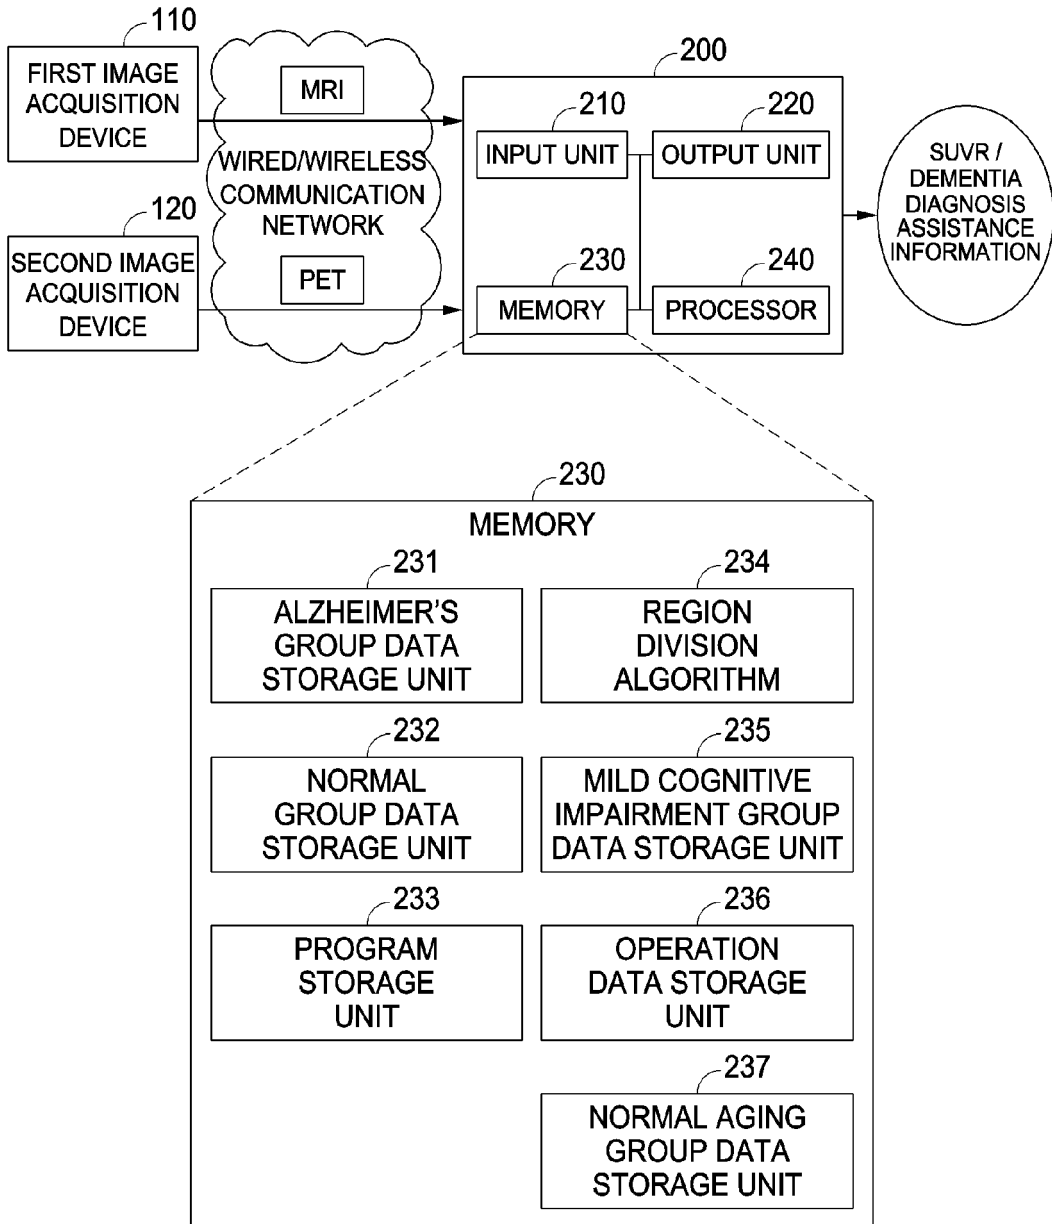 110
FIRST IMAGE
ACQUISITION
DEVICE
MRI
WIRED/WIRELESS
COMMUNICATION
NETWORK
120
SECOND IMAGE
ACQUISITION
DEVICE
PET
200
210
INPUT UNIT
220
OUTPUT UNIT
230
MEMORY
240
PROCESSOR
SUVR /
DEMENTIA
DIAGNOSIS
ASSISTANCE
INFORMATION
230
MEMORY
231
ALZHEIMER'S
GROUP DATA
STORAGE UNIT
234
REGION
DIVISION
ALGORITHM
232
NORMAL
GROUP DATA
STORAGE UNIT
235
MILD COGNITIVE
IMPAIRMENT GROUP
DATA STORAGE UNIT
233
PROGRAM
STORAGE
UNIT
236
OPERATION
DATA STORAGE
UNIT
237
NORMAL AGING
GROUP DATA
STORAGE UNIT